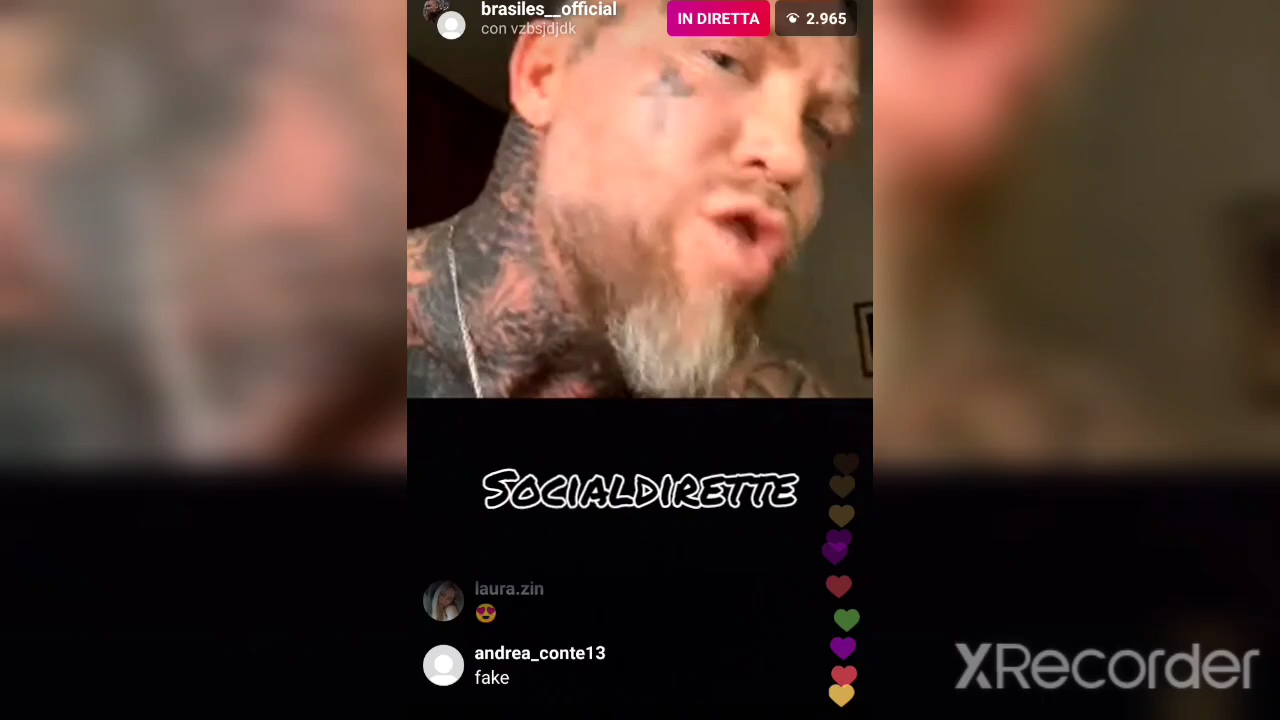 brasiles__official
con vzbsjdjdk
IN DIRETTA
2.965
SOCIALDIRETTE
laura.zin
😍
andrea_conte13
fake
XRecorder